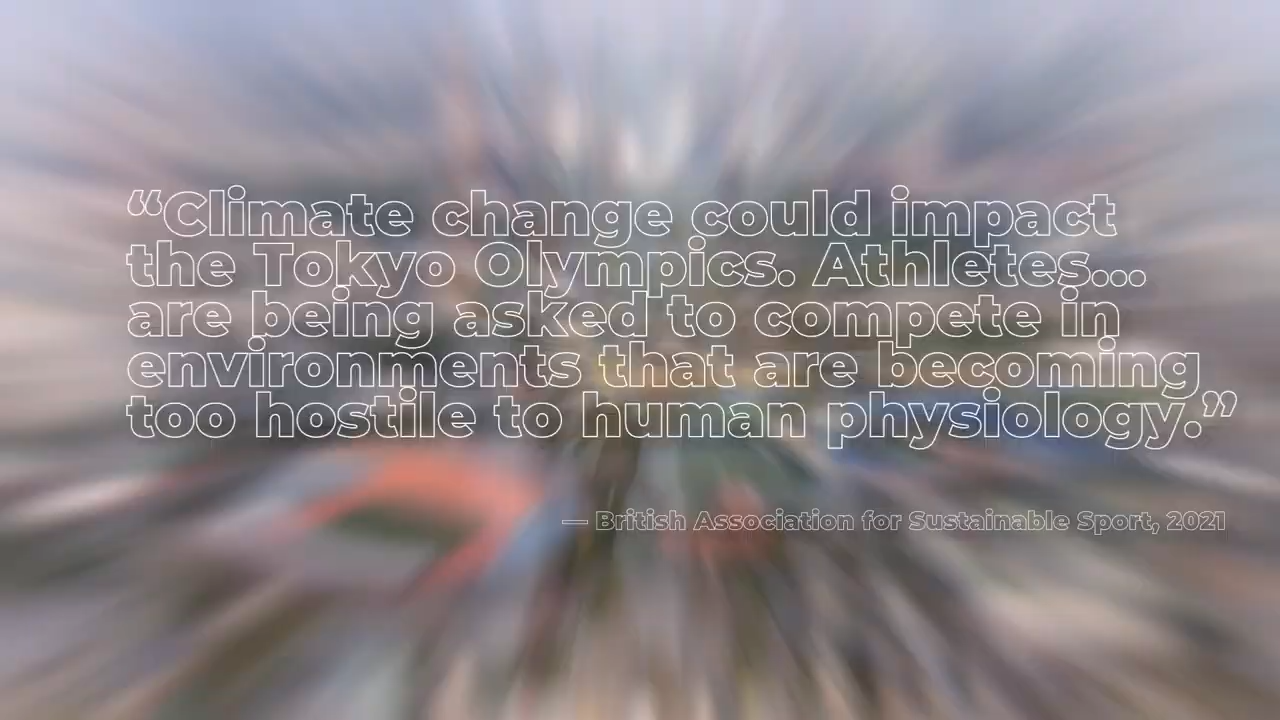 “Climate change could impact
the Tokyo Olympics. Athletes...
are being asked to compete in
environments that are becoming
too hostile to human physiology.”
— British Association for Sustainable Sport, 2021